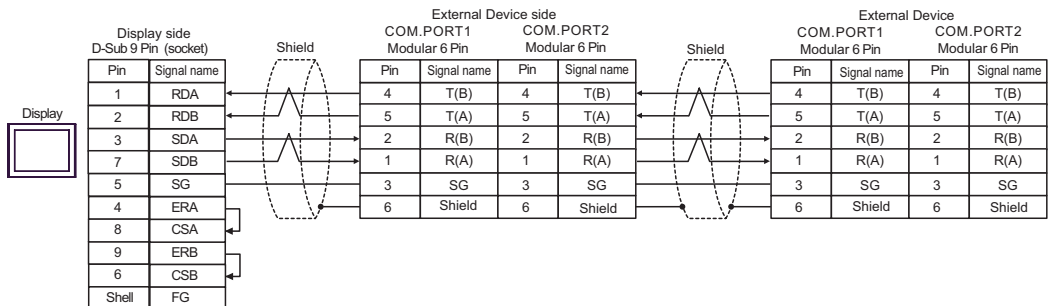 External Device side
External Device
Display side
COM.PORT1 COM.PORT2
COM.PORT1 COM.PORT2
D-Sub 9 Pin (socket)
Shield
Modular 6 Pin Modular 6 Pin
Shield
Modular 6 Pin Modular 6 Pin
Display
Pin Signal name Pin Signal name Pin Signal name Pin Signal name Pin Signal name
1 RDA 4 T(B) 4 T(B) 4 T(B) 4 T(B)
2 RDB 5 T(A) 5 T(A) 5 T(A) 5 T(A)
3 SDA 2 R(B) 2 R(B) 2 R(B) 2 R(B)
7 SDB 1 R(A) 1 R(A) 1 R(A) 1 R(A)
5 SG 3 SG 3 SG 3 SG 3 SG
4 ERA 6 Shield 6 Shield 6 Shield 6 Shield
8 CSA
9 ERB
6 CSB
Shell FG